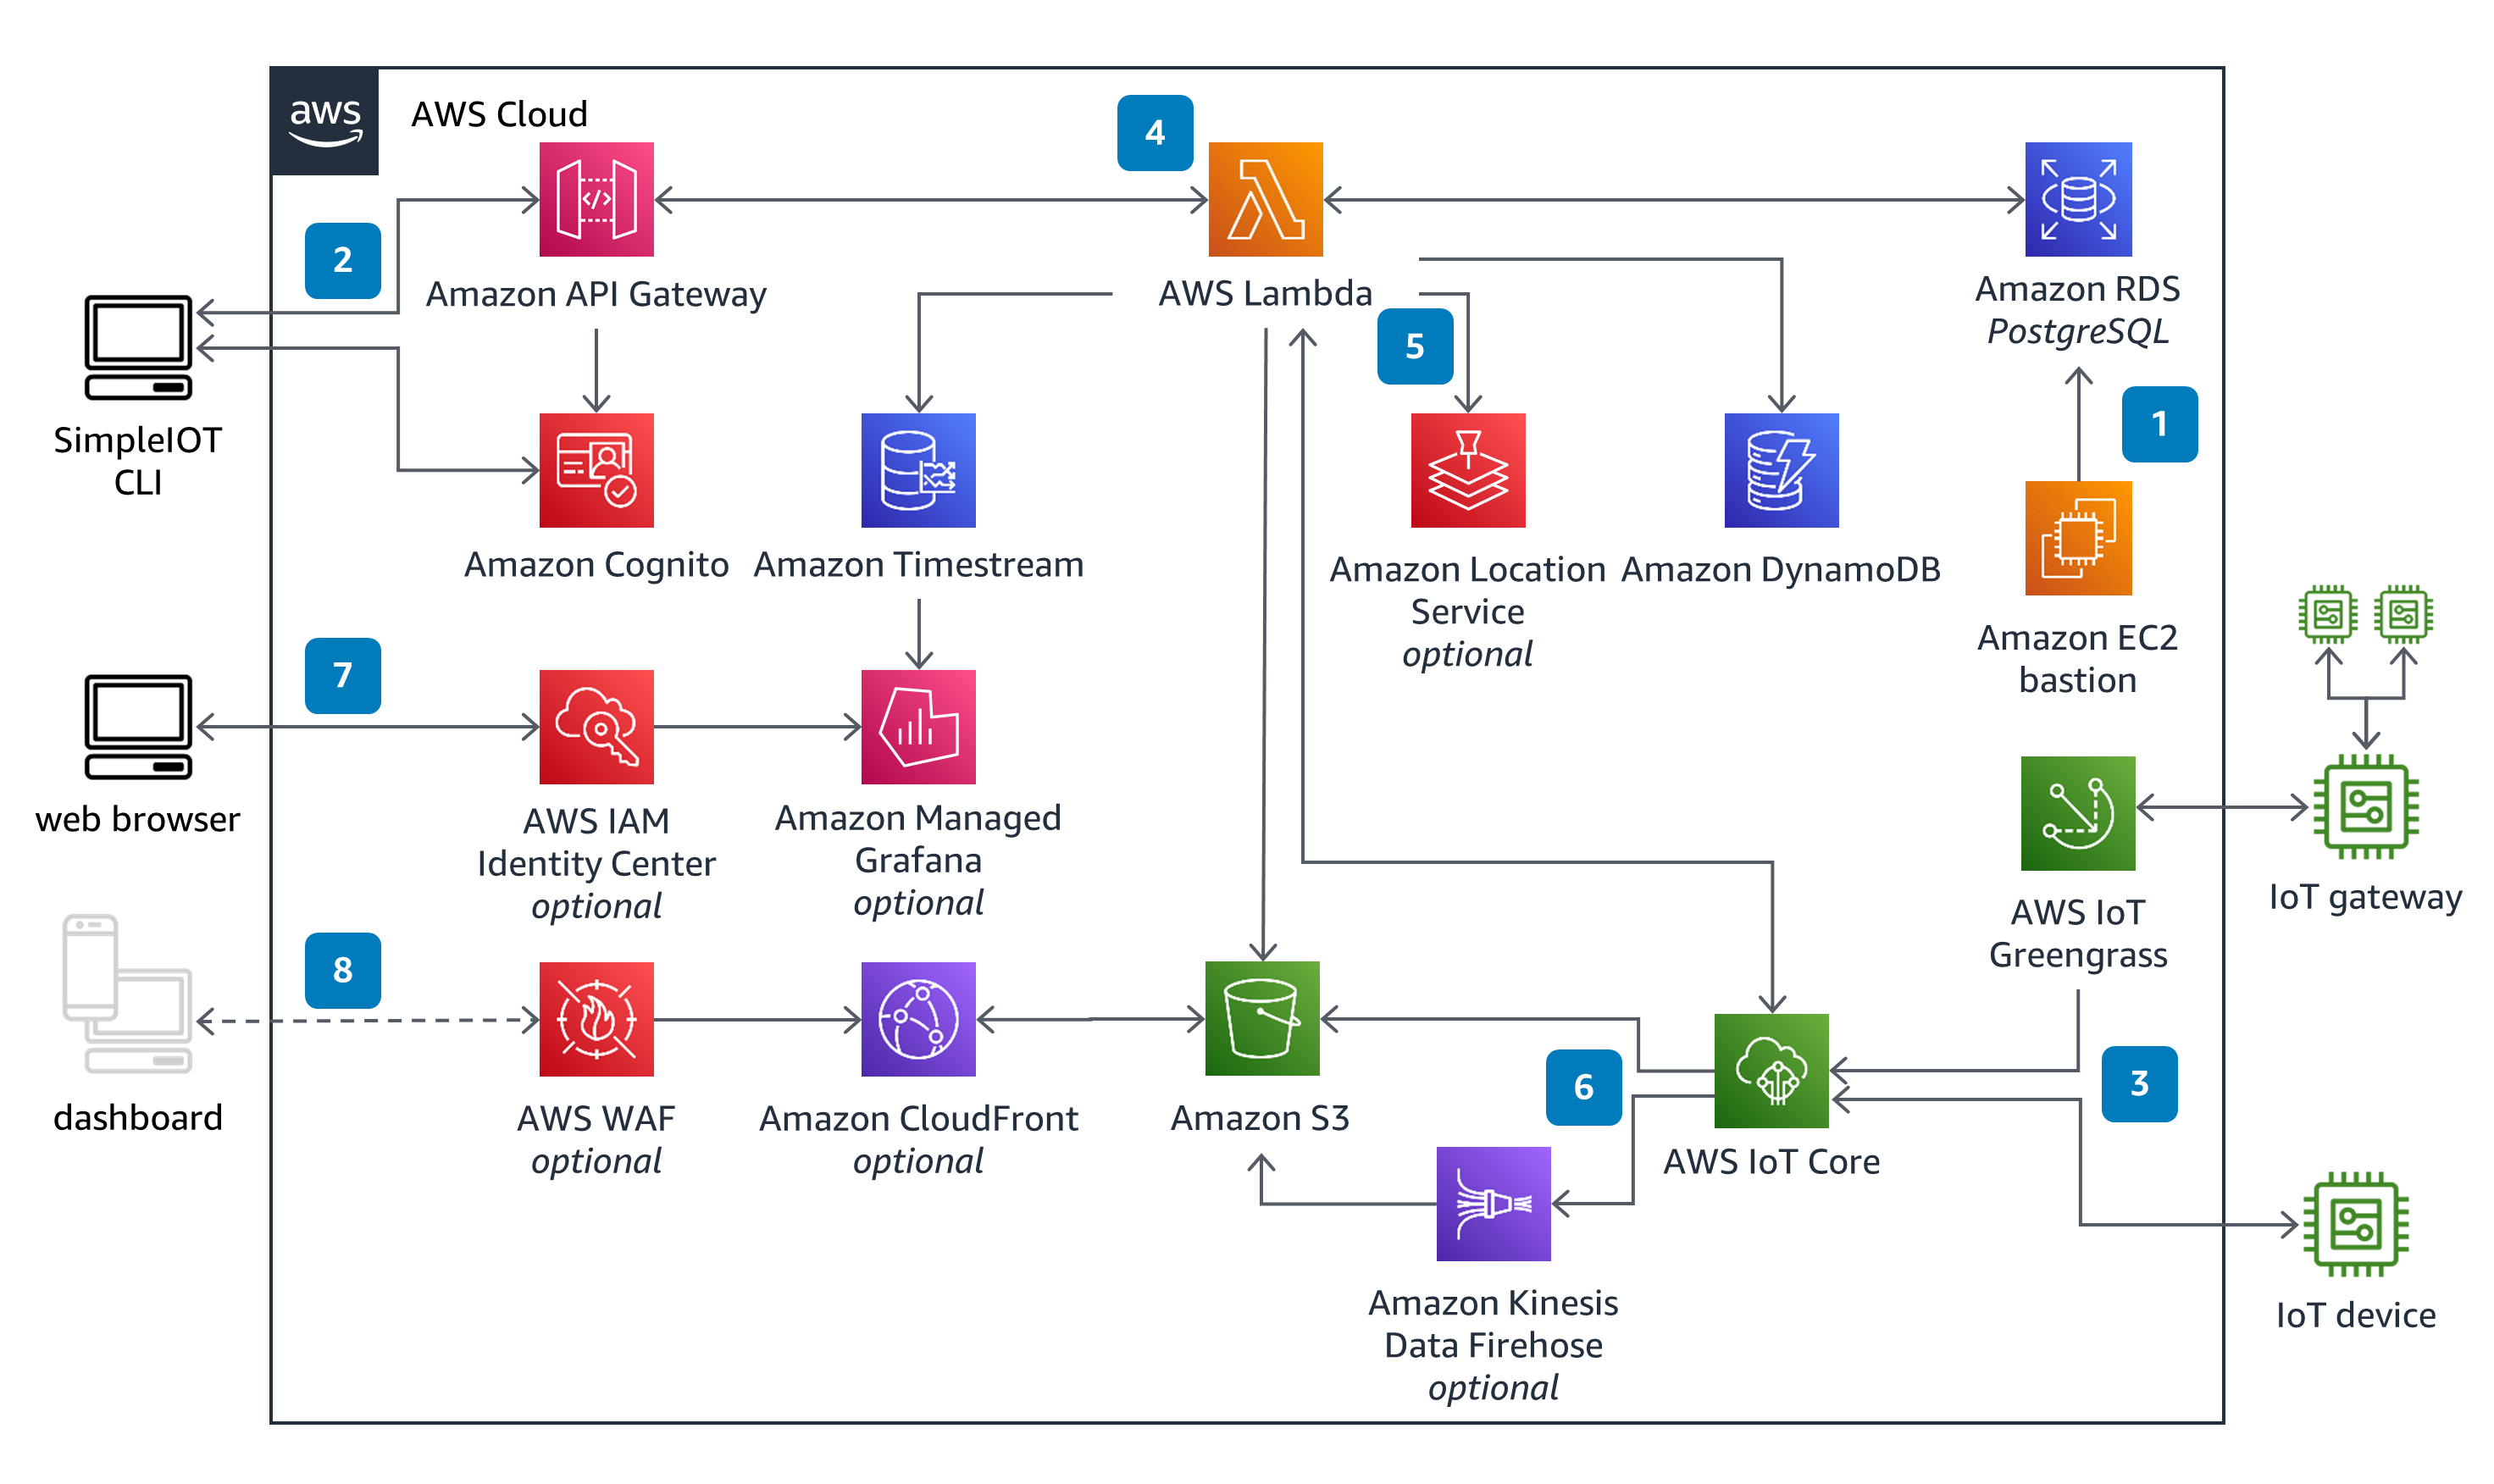 aws
AWS Cloud
4
2
Amazon API Gateway
AWS Lambda
Amazon RDS
PostgreSQL
5
1
SimpleIOT
CLI
Amazon Cognito
Amazon Timestream
Amazon Location
Service
optional
Amazon DynamoDB
Amazon EC2
bastion
7
web browser
AWS IAM
Identity Center
optional
Amazon Managed
Grafana
optional
AWS IoT
Greengrass
IoT gateway
8
dashboard
AWS WAF
optional
Amazon CloudFront
optional
Amazon S3
6
AWS IoT Core
3
Amazon Kinesis
Data Firehose
optional
IoT device